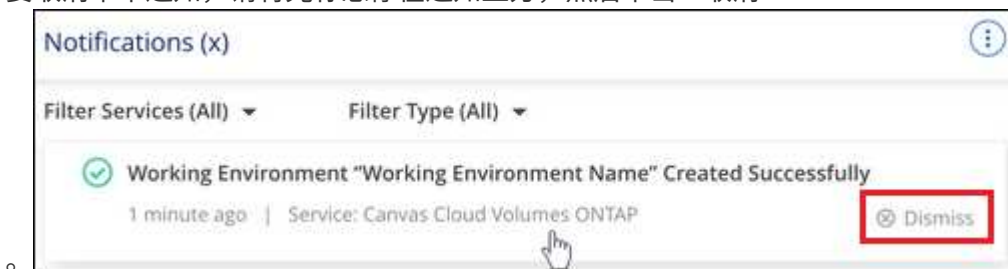 Notifications (x)
Filter Services (All) Filter Type (All)
Working Environment “Working Environment Name” Created Successfully
1 minute ago | Service: Canvas Cloud Volumes ONTAP
Dismiss
。